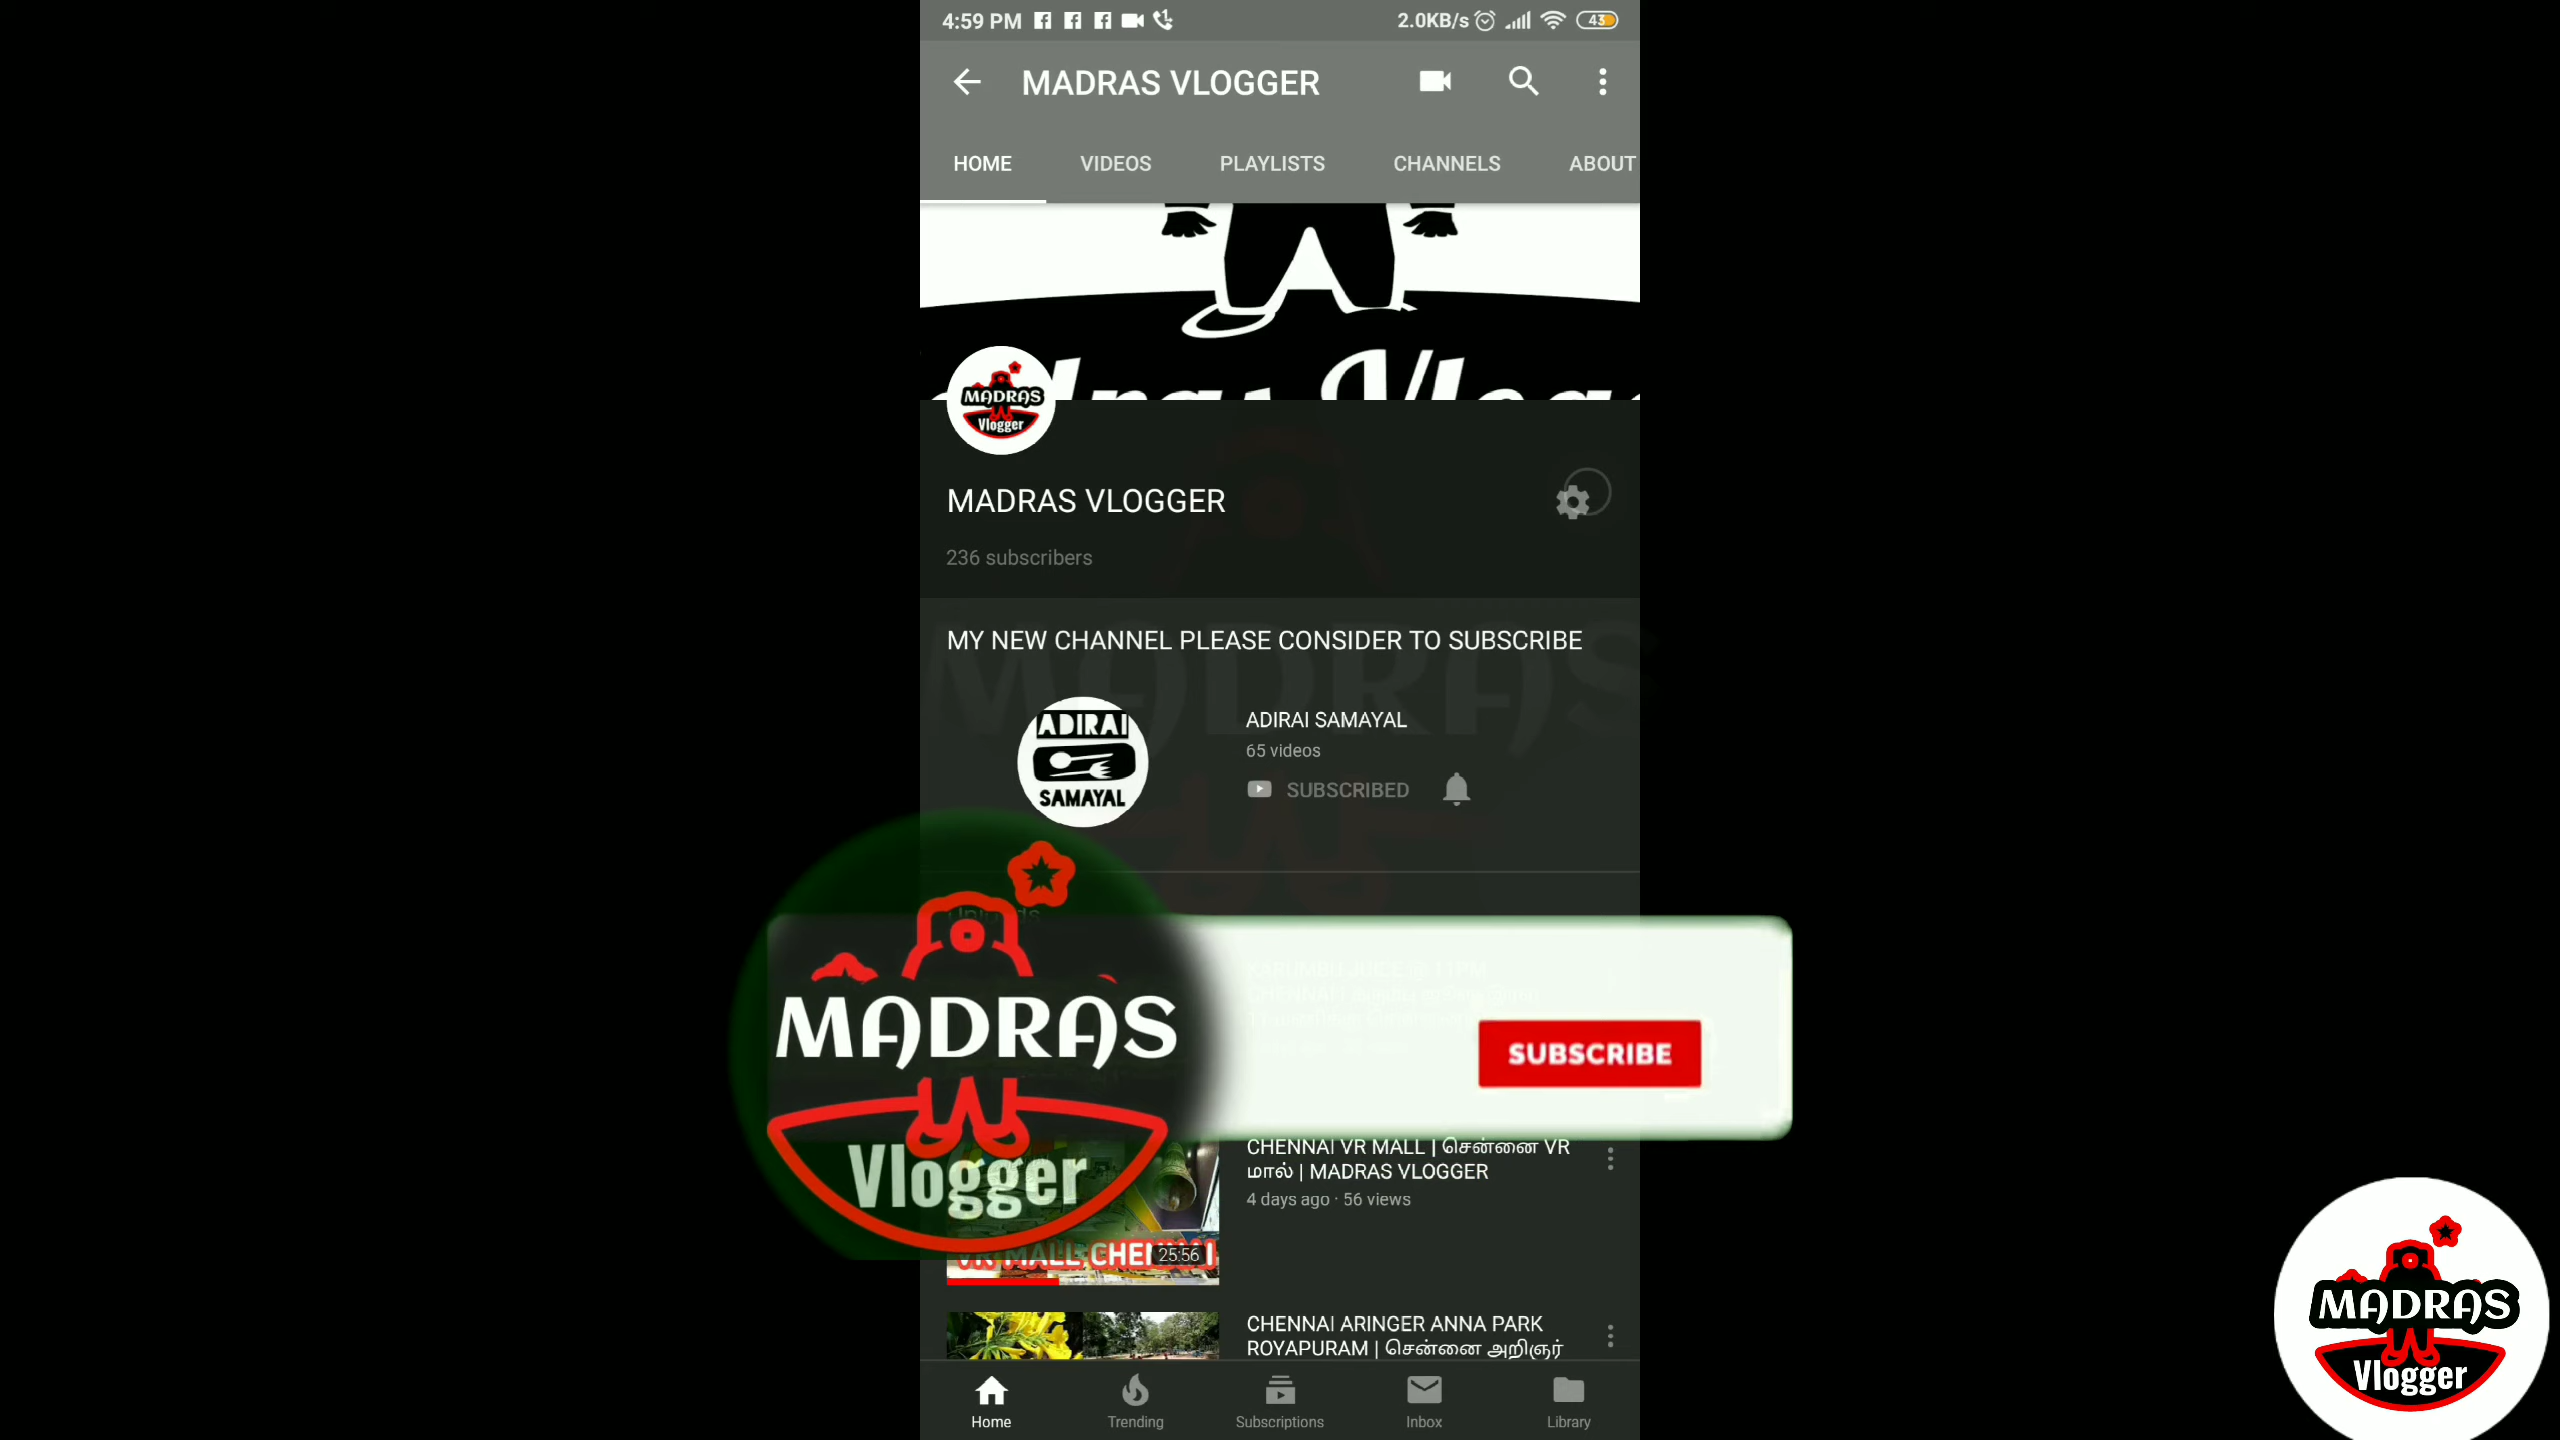 4:59 PM
2.0KB/s
43
MADRAS VLOGGER
HOME VIDEOS PLAYLISTS CHANNELS ABOUT
MADRAS
Vlogger
MADRAS VLOGGER
236 subscribers
MY NEW CHANNEL PLEASE CONSIDER TO SUBSCRIBE
ADIRAI
SAMAYAL
ADIRAI SAMAYAL
65 videos
SUBSCRIBED
MADRAS
Vlogger
SUBSCRIBE
CHENNAI VR MALL | சென்னை VR
மால் | MADRAS VLOGGER
4 days ago · 56 views
VR MALL CHENNAI
25:56
CHENNAI ARINGER ANNA PARK
ROYAPURAM | சென்னை அறிஞர்
Home Trending Subscriptions Inbox Library
MADRAS
Vlogger